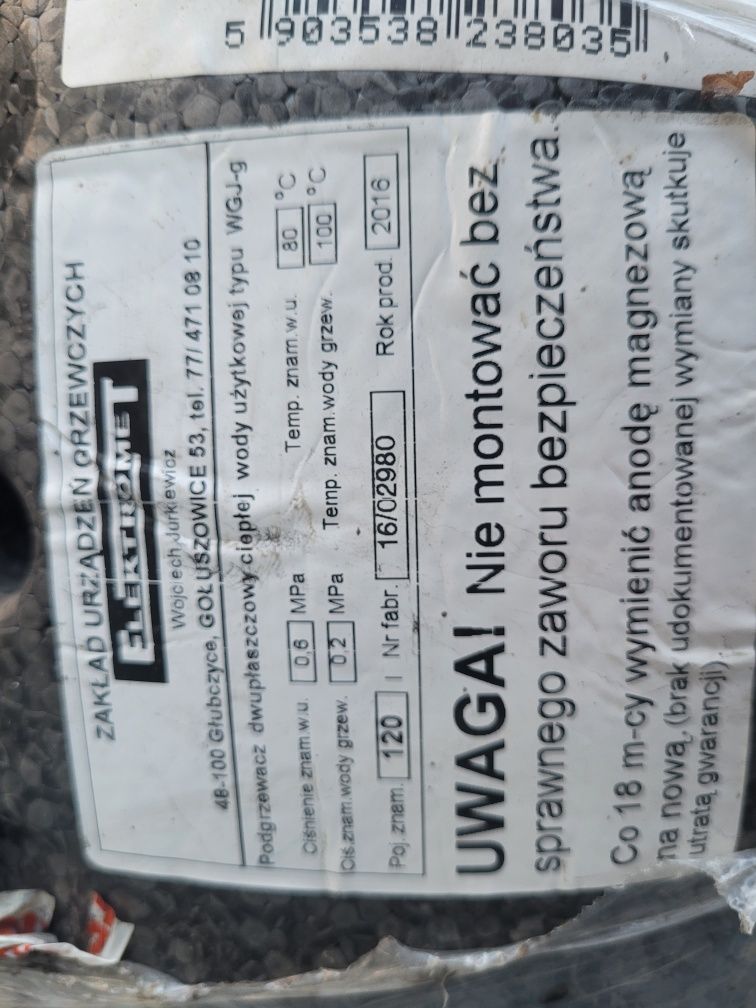 5 903538 238035
ZAKŁAD URZĄDZEŃ GRZEWCZYCH
ELEKTROMET
Wojciech Jurkiewicz
48-100 Głubczyce, GOŁUSZOWICE 53, tel. 77/ 471 08 10
Podgrzewacz dwupłaszczowy ciepłej wody użytkowej typu WGJ-g
Ciśnienie znam.w.u. 0,6 MPa Temp. znam.w.u. 80 °C
Ciś.znam.wody grzew. 0,2 MPa Temp. znam.wody grzew. 100 °C
Poj.znam. 120 l Nr fabr. 16/02980 Rok prod. 2016
UWAGA! Nie montować bez
sprawnego zaworu bezpieczeństwa.
Co 18 m-cy wymienić anodę magnezową
na nową, (brak udokumentowanej wymiany skutkuje
utratą gwarancji)